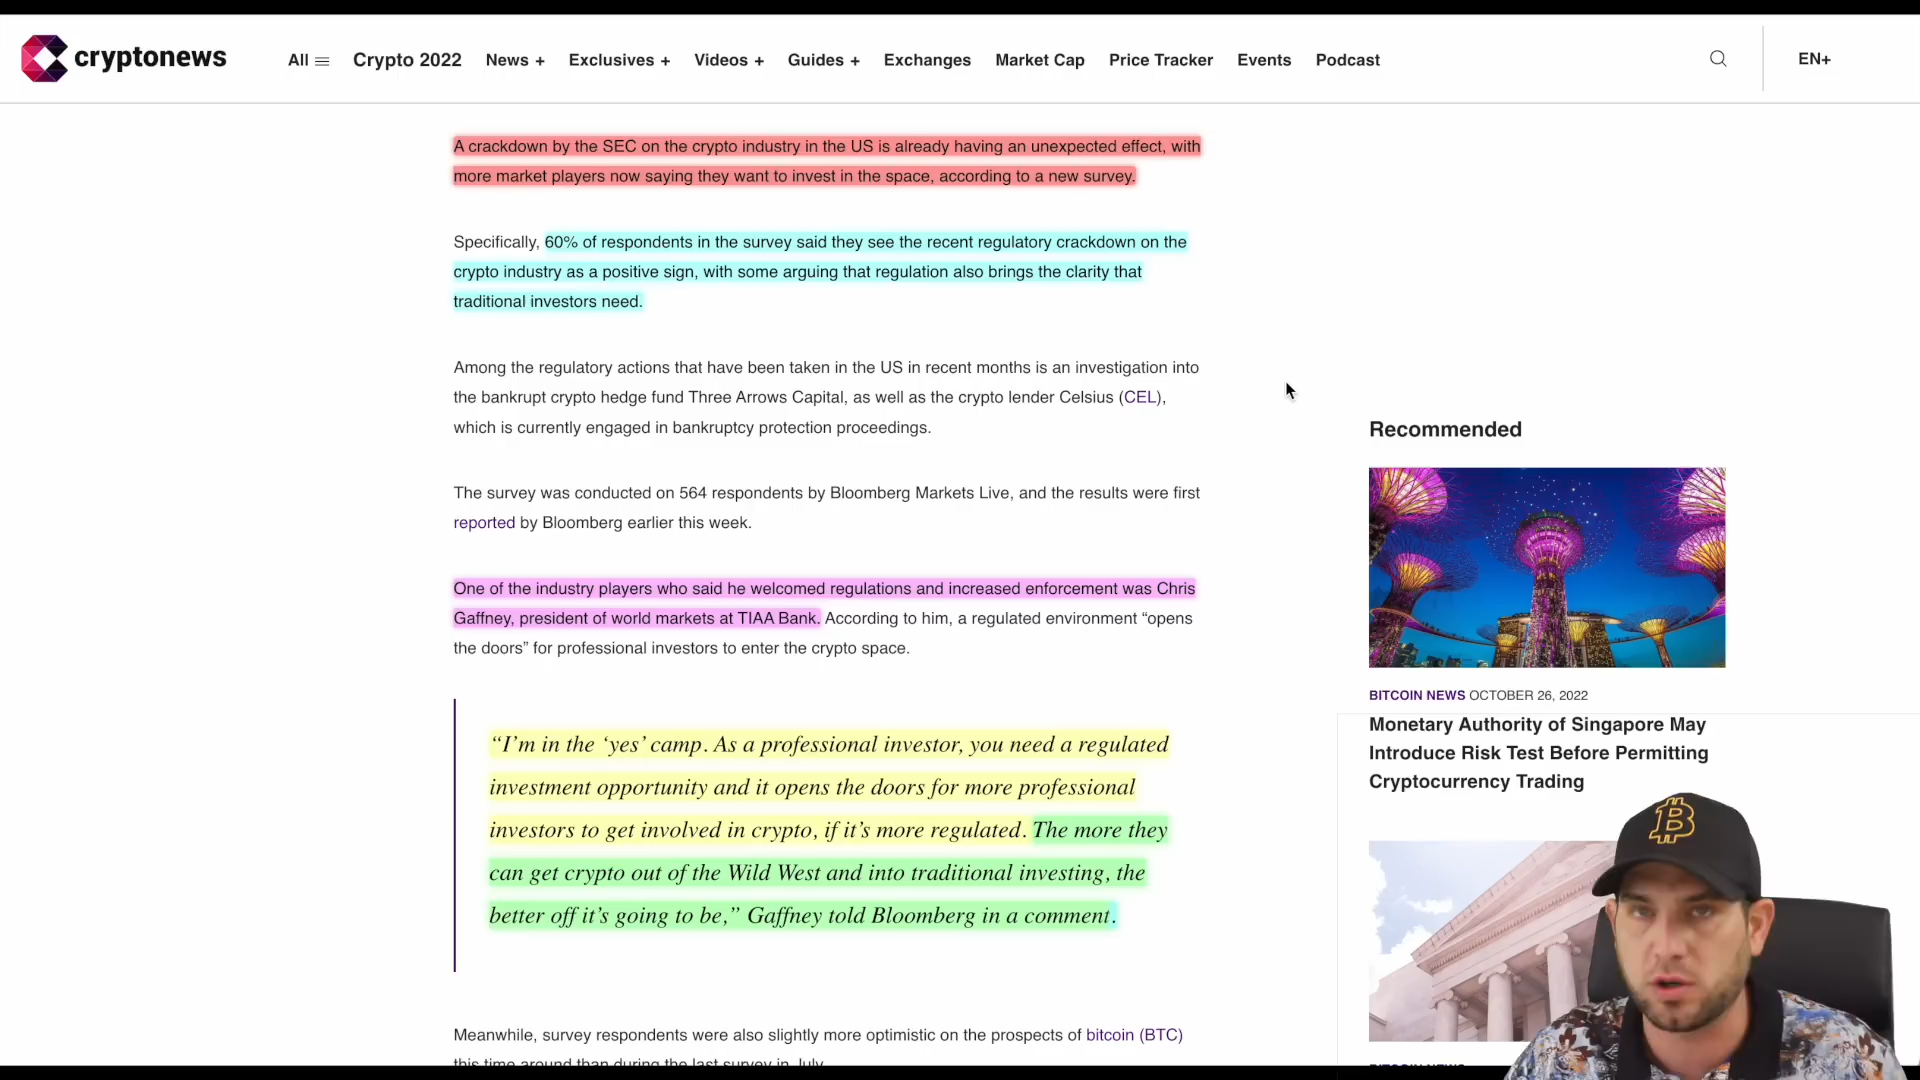 cryptonews
All
Crypto 2022
News +
Exclusives +
Videos +
Guides +
Exchanges
Market Cap
Price Tracker
Events
Podcast
EN+
A crackdown by the SEC on the crypto industry in the US is already having an unexpected effect, with
more market players now saying they want to invest in the space, according to a new survey.
Specifically, 60% of respondents in the survey said they see the recent regulatory crackdown on the
crypto industry as a positive sign, with some arguing that regulation also brings the clarity that
traditional investors need.
Among the regulatory actions that have been taken in the US in recent months is an investigation into
the bankrupt crypto hedge fund Three Arrows Capital, as well as the crypto lender Celsius (CEL),
which is currently engaged in bankruptcy protection proceedings.
The survey was conducted on 564 respondents by Bloomberg Markets Live, and the results were first
reported by Bloomberg earlier this week.
One of the industry players who said he welcomed regulations and increased enforcement was Chris
Gaffney, president of world markets at TIAA Bank. According to him, a regulated environment “opens
the doors” for professional investors to enter the crypto space.
“I’m in the ‘yes’ camp. As a professional investor, you need a regulated
investment opportunity and it opens the doors for more professional
investors to get involved in crypto, if it’s more regulated. The more they
can get crypto out of the Wild West and into traditional investing, the
better off it’s going to be,” Gaffney told Bloomberg in a comment.
Meanwhile, survey respondents were also slightly more optimistic on the prospects of bitcoin (BTC)
this time around than during the last survey in July.
Recommended
BITCOIN NEWS OCTOBER 26, 2022
Monetary Authority of Singapore May
Introduce Risk Test Before Permitting
Cryptocurrency Trading
BITCOIN NEWS